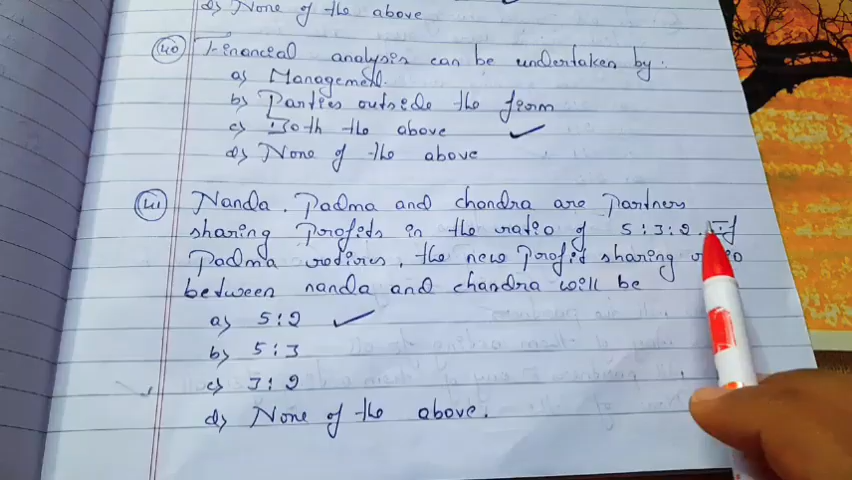 d) None of the above
40 Financial analysis can be undertaken by:
a) Management.
b) Parties outside the firm
c) Both the above
d) None of the above
41 Nanda, Padma and chandra are Partners
sharing Profits in the ratio of 5:3:2. If
Padma retires, the new Profit sharing ratio
between nanda and chandra will be
a) 5:2
b) 5:3
c) 3:2
d) None of the above.